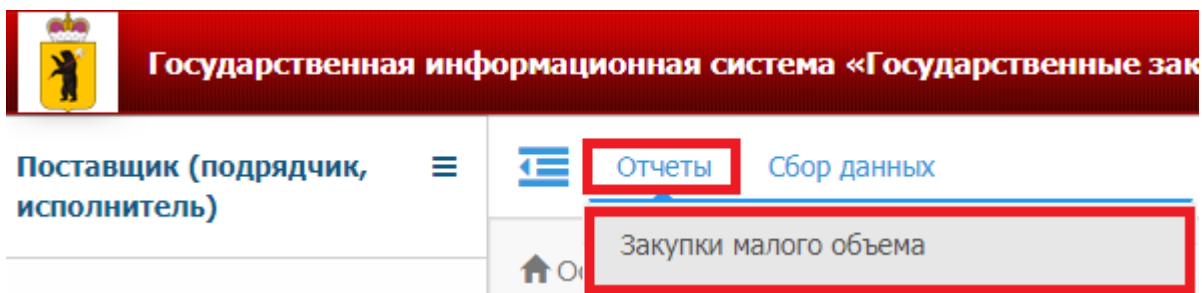 Государственная информационная система «Государственные зак
Поставщик (подрядчик,
исполнитель)
Отчеты Сбор данных
Закупки малого объема